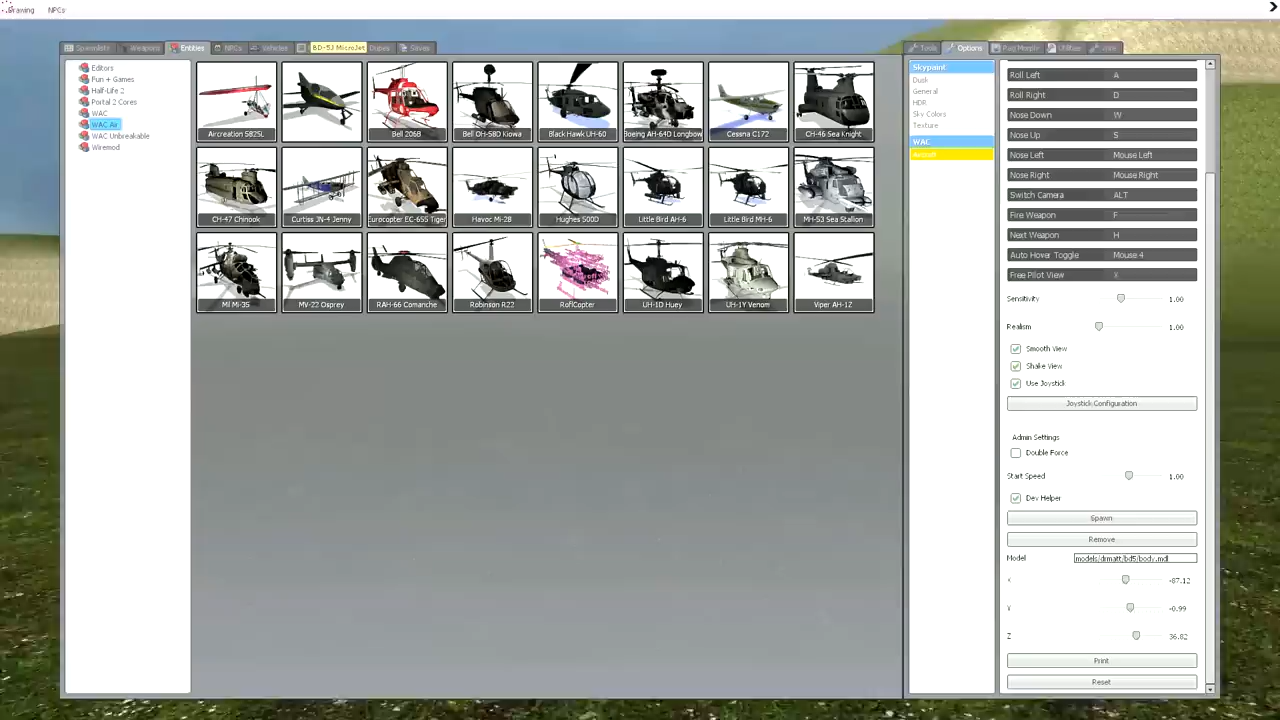 Drawing NPCs
Spawnlists Weapons Entities NPCs Vehicles BD-5J MicroJet Dupes Saves
Tools Options Utilities
Editors
Fun + Games
Half-Life 2
Portal 2 Cores
WAC
WAC Air
WAC Unbreakable
Wiremod
Aircreation 582SL
Bell 206B
Bell OH-58D Kiowa
Black Hawk UH-60
Boeing AH-64D Longbow
Cessna C172
CH-46 Sea Knight
CH-47 Chinook
Curtiss JN-4 Jenny
Eurocopter EC-655 Tiger
Havoc Mi-28
Hughes 500D
Little Bird AH-6
Little Bird MH-6
MH-53 Sea Stallion
Mil Mi-35
MV-22 Osprey
RAH-66 Comanche
Robinson R22
RoflCopter
UH-1D Huey
UH-1Y Venom
Viper AH-1Z
Skypaint
Dusk
General
HDR
Sky Colors
Texture
WAC
Aircraft
Roll Left A
Roll Right D
Nose Down W
Nose Up S
Nose Left Mouse Left
Nose Right Mouse Right
Switch Camera ALT
Fire Weapon F
Next Weapon H
Auto Hover Toggle Mouse 4
Free Pilot View X
Sensitivity 1.00
Realism 1.00
Smooth View
Shake View
Use Joystick
Joystick Configuration
Admin Settings
Double Force
Start Speed 1.00
Dev Helper
Spawn
Remove
Model models/drmatt/bd5/body.mdl
X -87.12
Y -0.99
Z 36.82
Print
Reset